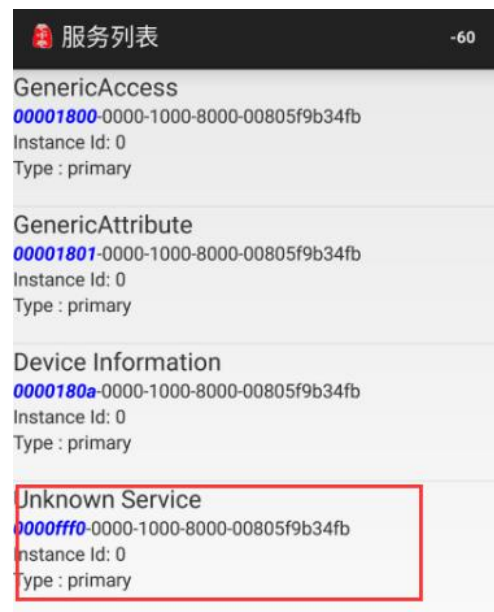 服务列表
-60
GenericAccess
00001800-0000-1000-8000-00805f9b34fb
Instance Id: 0
Type : primary
GenericAttribute
00001801-0000-1000-8000-00805f9b34fb
Instance Id: 0
Type : primary
Device Information
0000180a-0000-1000-8000-00805f9b34fb
Instance Id: 0
Type : primary
Unknown Service
0000fff0-0000-1000-8000-00805f9b34fb
Instance Id: 0
Type : primary